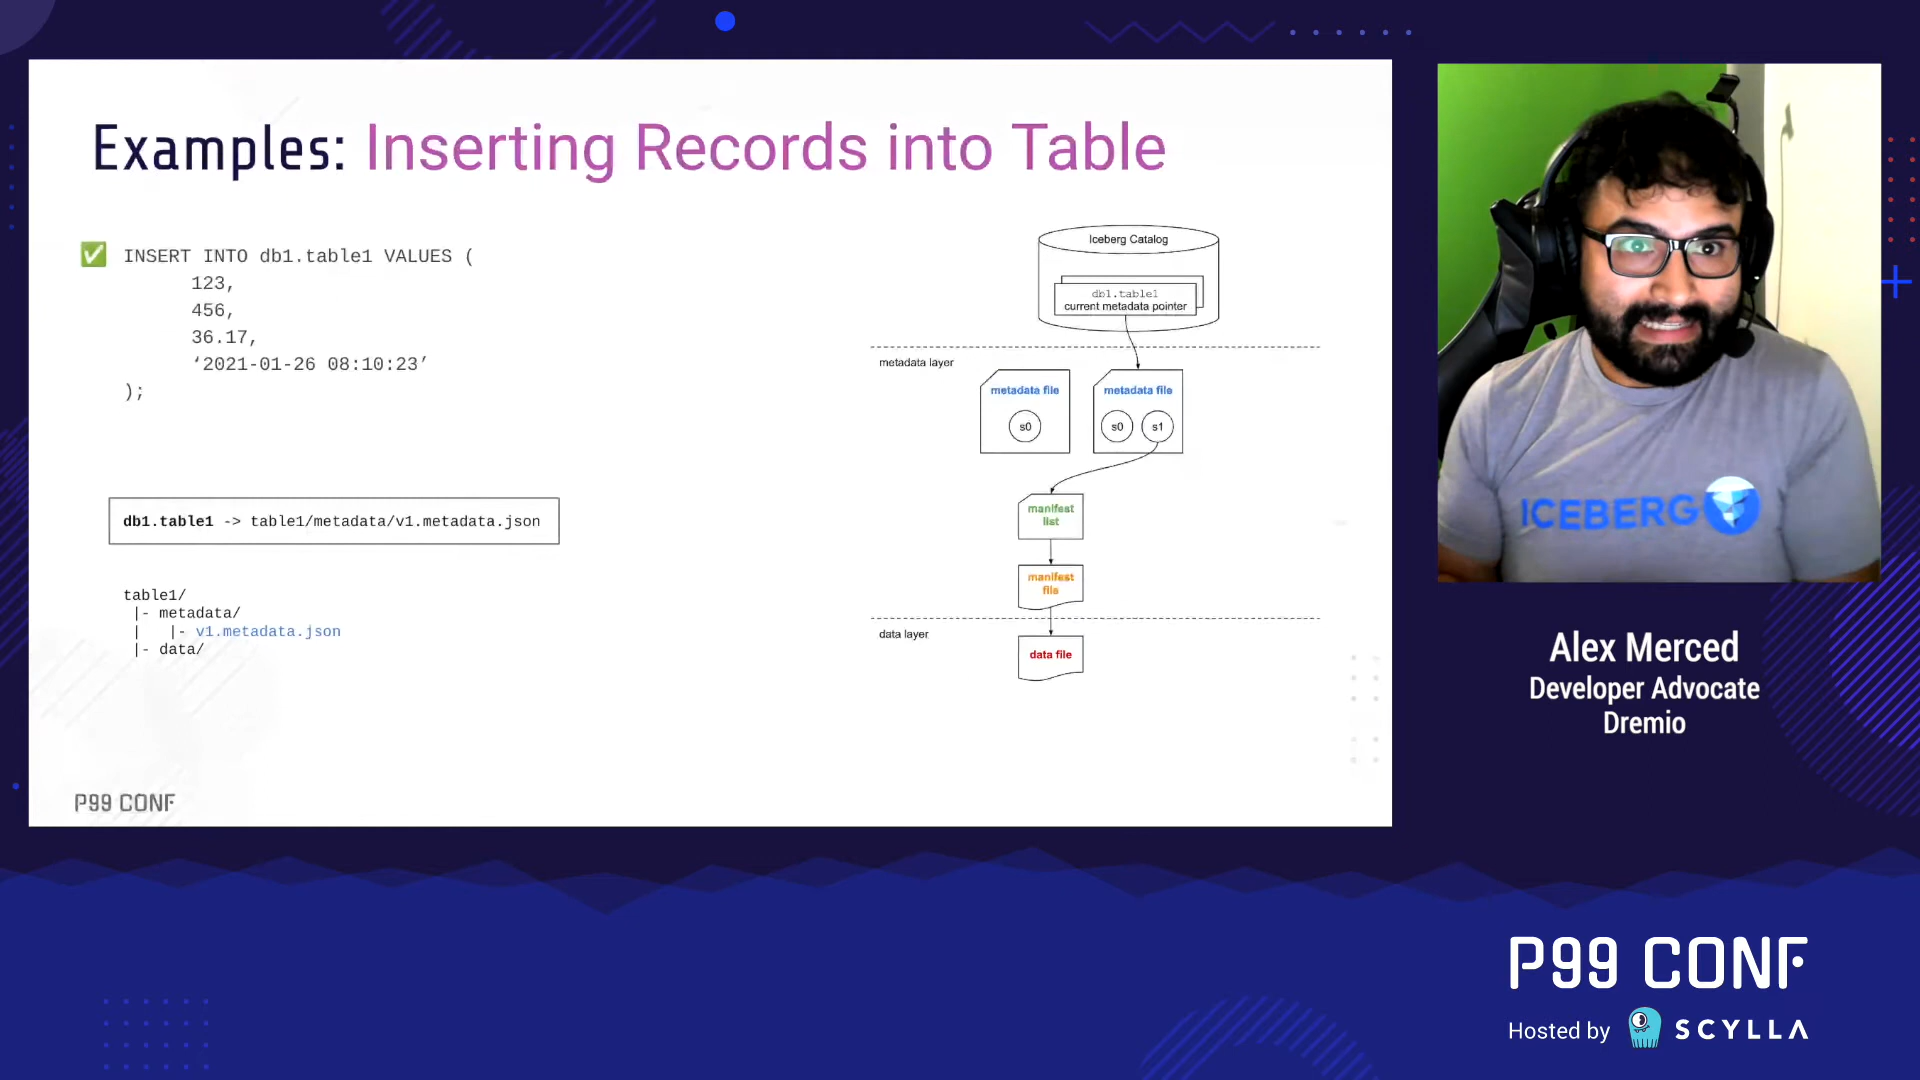 Examples: Inserting Records into Table
✅ INSERT INTO db1.table1 VALUES (
123,
456,
36.17,
‘2021-01-26 08:10:23’
);
db1.table1 -> table1/metadata/v1.metadata.json
table1/
|- metadata/
| |- v1.metadata.json
|- data/
Iceberg Catalog
db1.table1
current metadata pointer
metadata layer
metadata file
s0
metadata file
s0 s1
manifest
list
manifest
file
data layer
data file
P99 CONF
ICEBERG
Alex Merced
Developer Advocate
Dremio
P99 CONF
Hosted by SCYLLA